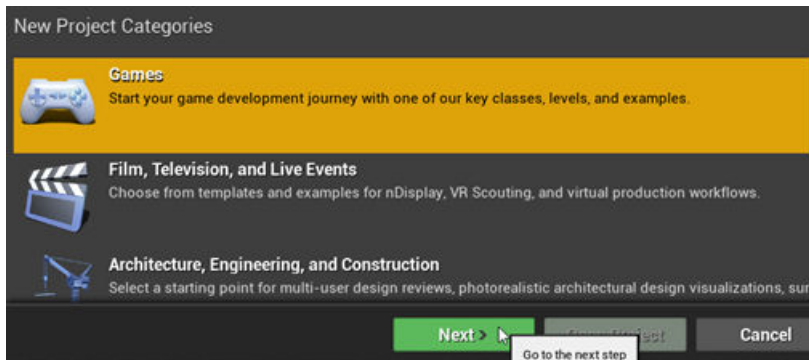 New Project Categories
Games
Start your game development journey with one of our key classes, levels, and examples.
Film, Television, and Live Events
Choose from templates and examples for nDisplay, VR Scouting, and virtual production workflows.
Architecture, Engineering, and Construction
Select a starting point for multi-user design reviews, photorealistic architectural design visualizations, sur
Next >
Cancel
Go to the next step